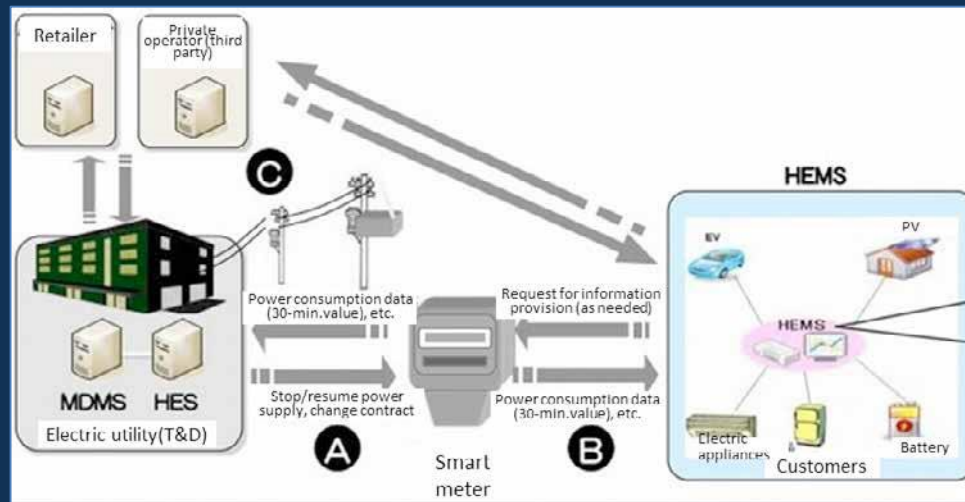 Retailer
Private
operator(third
party)
C
HEMS
EV
PV
Power consumption data
(30-min.value), etc.
Request for information
provision (as needed)
HEMS
MDMS
HES
Stop/resume power
supply, change contract
Power consumption data
(30-min.value), etc.
Electric utility(T&D)
A
B
Electric
appliances
&
Customers
Battery
Smart
meter